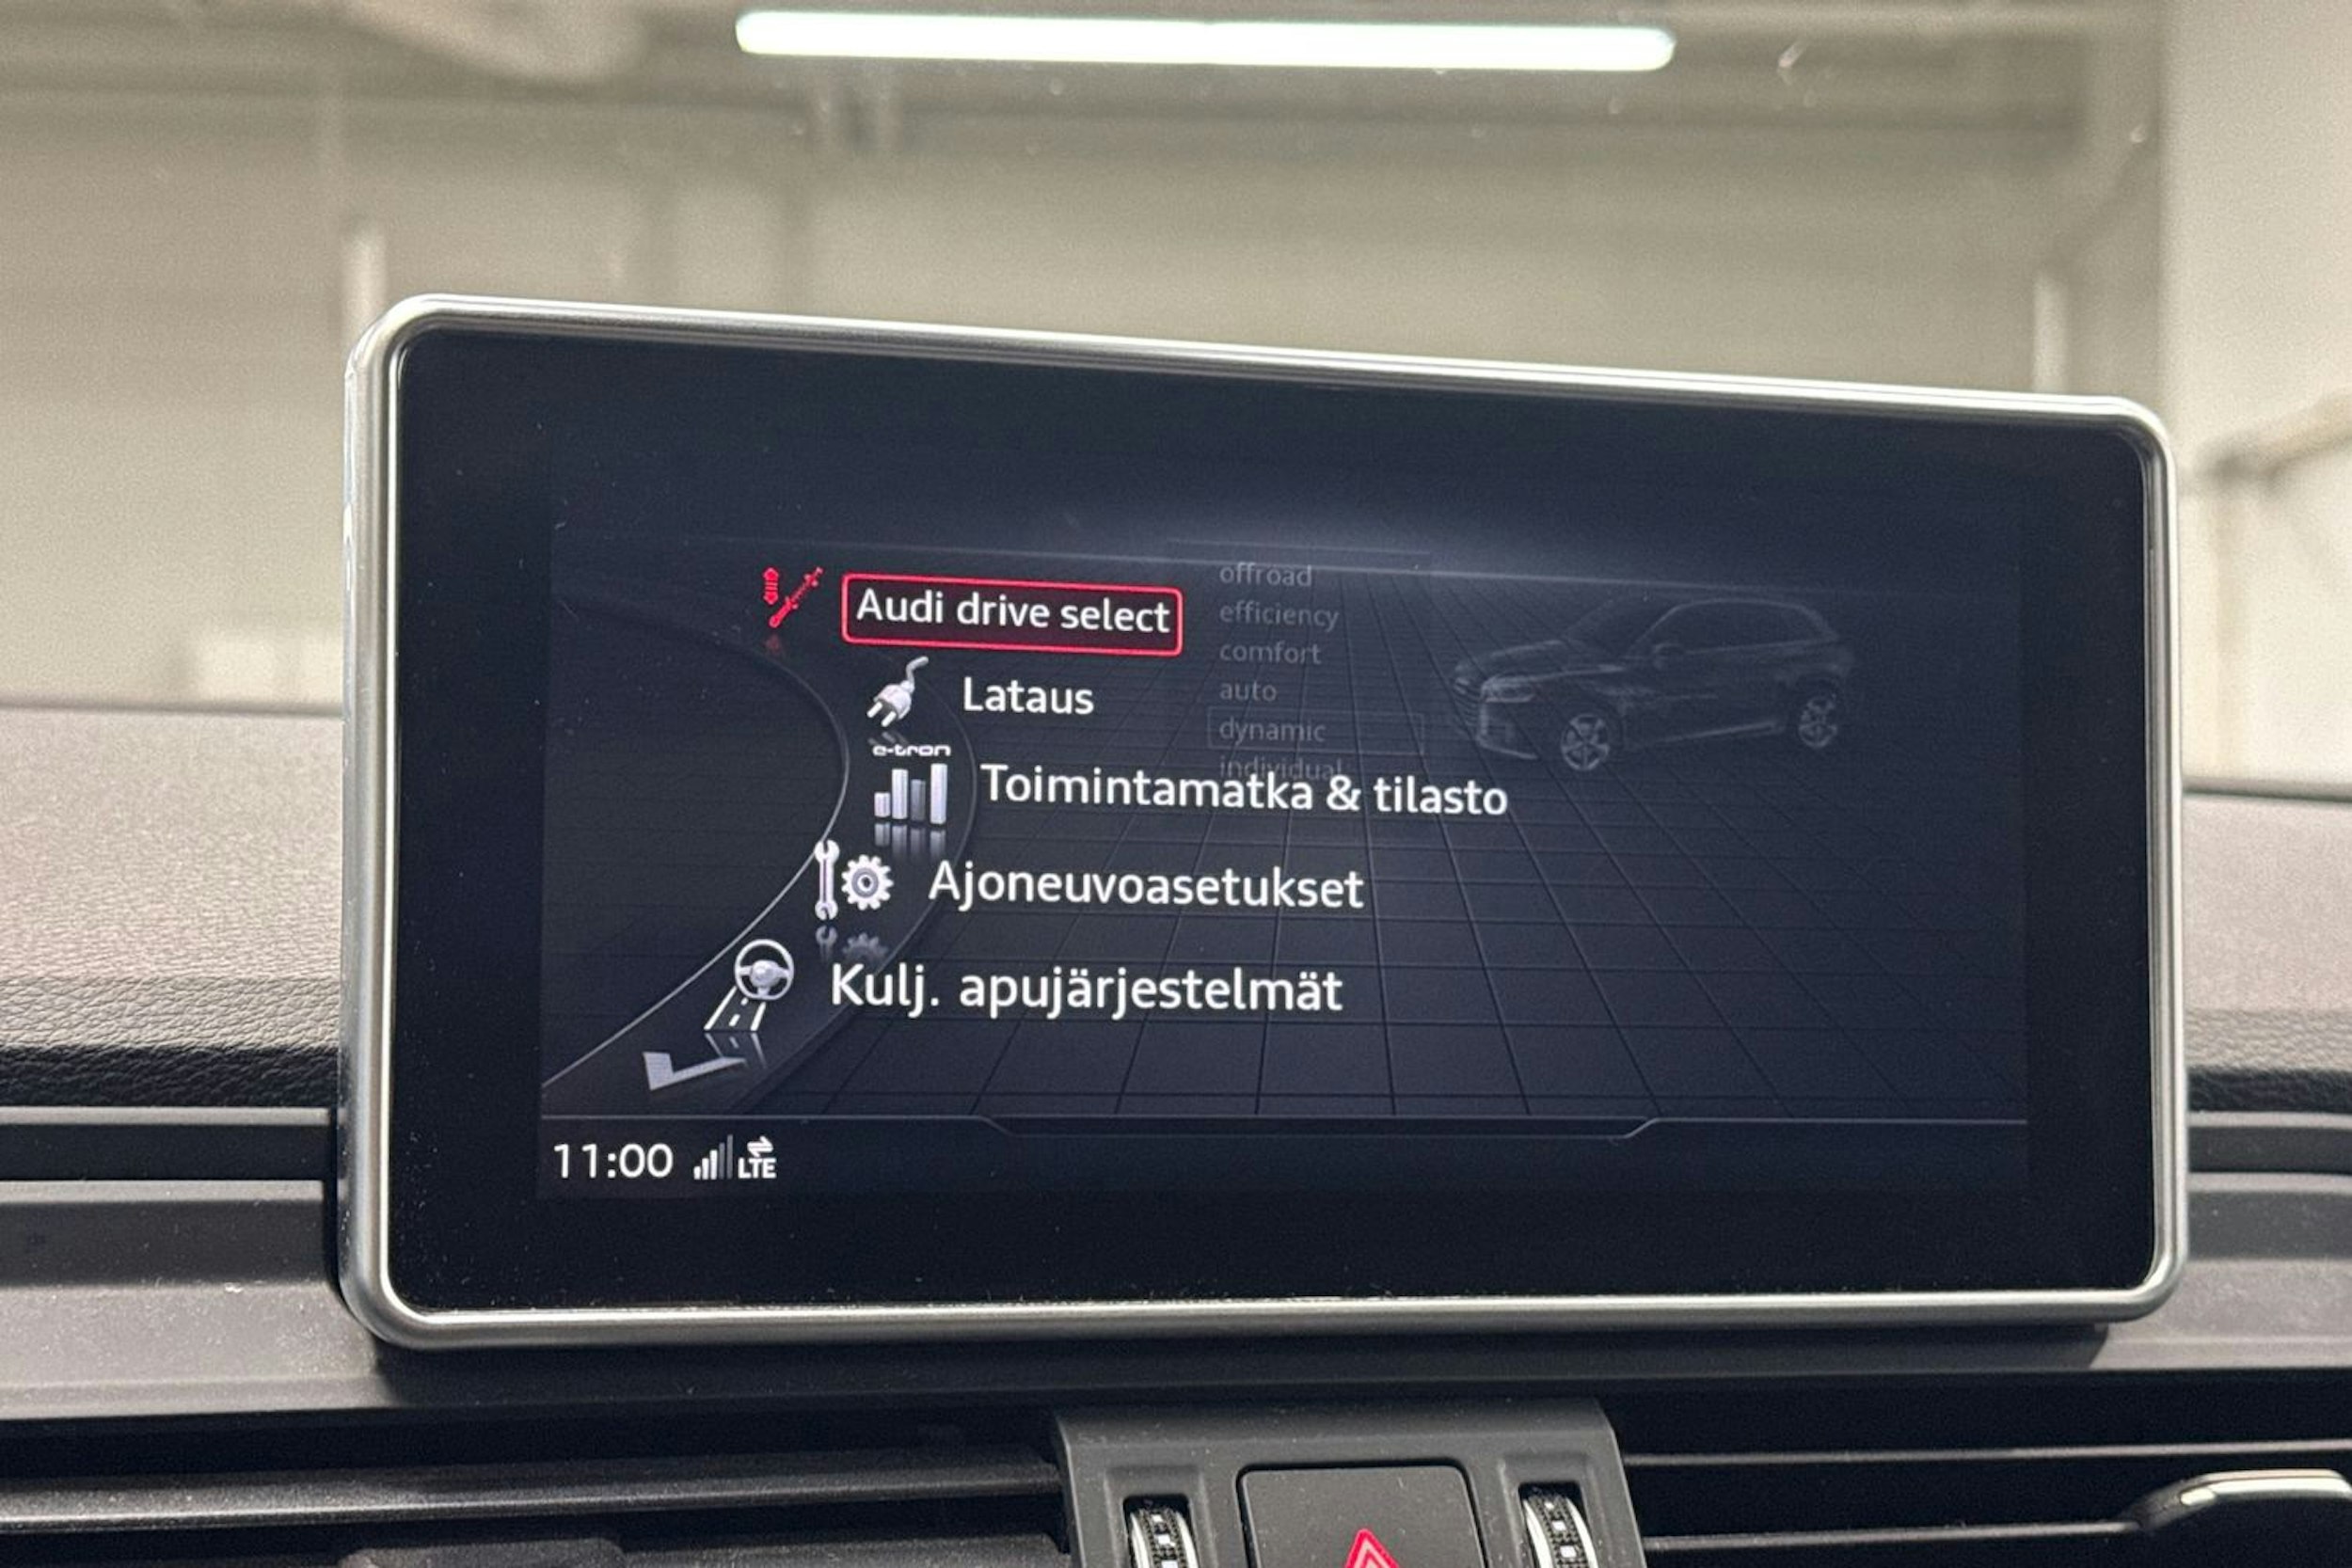 Audi drive select
Lataus
e-tron
Toimintamatka & tilasto
Ajoneuvoasetukset
Kulj. apujärjestelmät
offroad
efficiency
comfort
auto
dynamic
individual
11:00
LTE